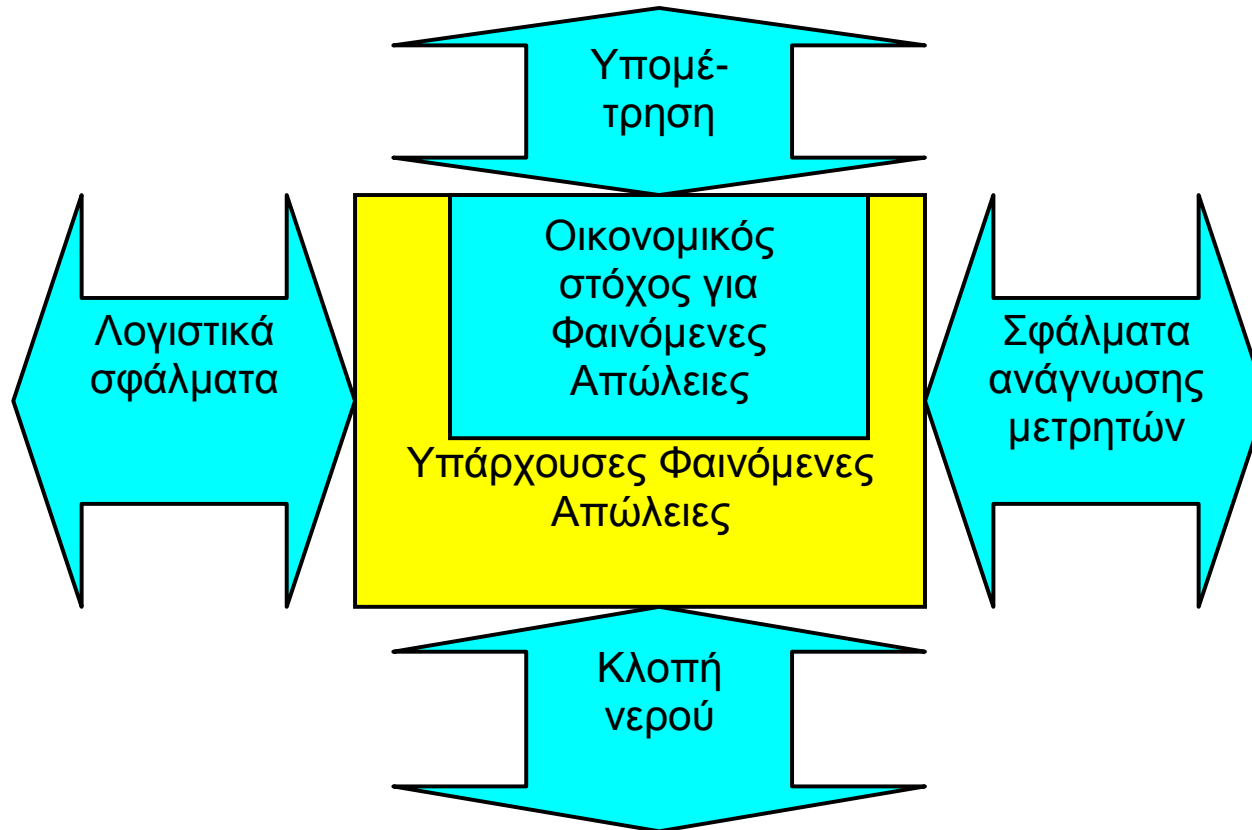 Υπομέ-
τρηση
Οικονομικός
στόχος για
Φαινόμενες
Απώλειες
Λογιστικά
σφάλματα
Σφάλματα
ανάγνωσης
μετρητών
Υπάρχουσες Φαινόμενες
Απώλειες
Κλοπή
νερού